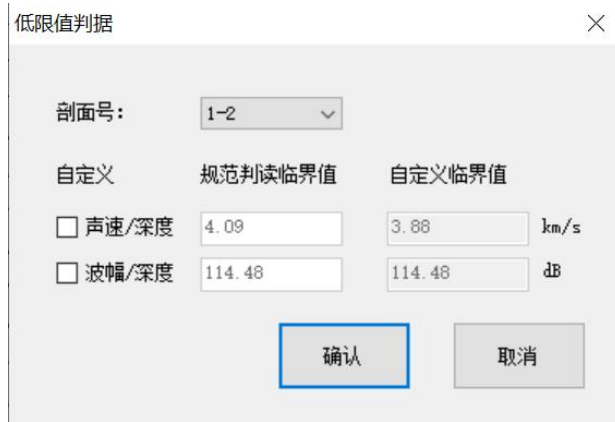 低限值判据
剖面号: 1-2
自定义 规范判读临界值 自定义临界值
声速/深度 4.09 3.88 km/s
波幅/深度 114.48 114.48 dB
确认 取消